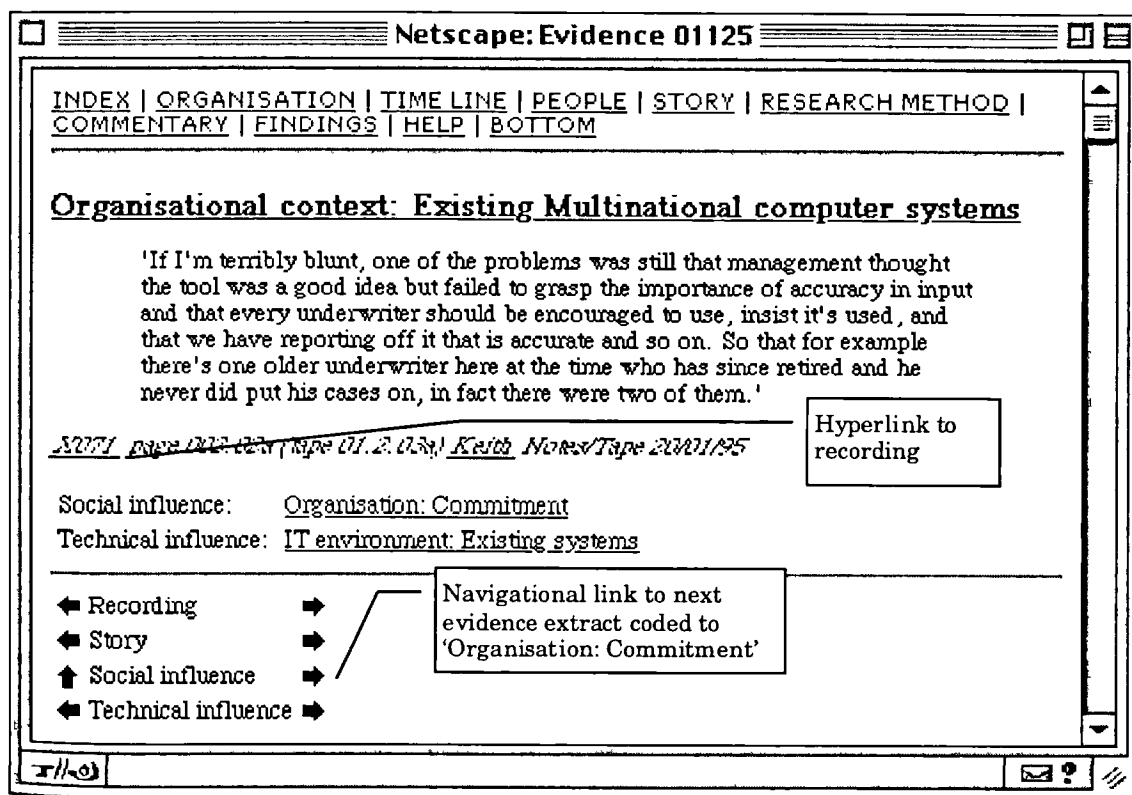 Netscape: Evidence 01125
INDEX | ORGANISATION | TIME LINE | PEOPLE | STORY | RESEARCH METHOD |
COMMENTARY | FINDINGS | HELP | BOTTOM
Organisational context: Existing Multinational computer systems
'If I'm terribly blunt, one of the problems was still that management thought
the tool was a good idea but failed to grasp the importance of accuracy in input
and that every underwriter should be encouraged to use, insist it's used, and
that we have reporting off it that is accurate and so on. So that for example
there's one older underwriter here at the time who has since retired and he
never did put his cases on, in fact there were two of them.'
Hyperlink to
recording
page Keith Notes/Tape
Social influence: Organisation: Commitment
Technical influence: IT environment: Existing systems
Navigational link to next
evidence extract coded to
‘Organisation: Commitment’
Recording
Story
Social influence
Technical influence
?